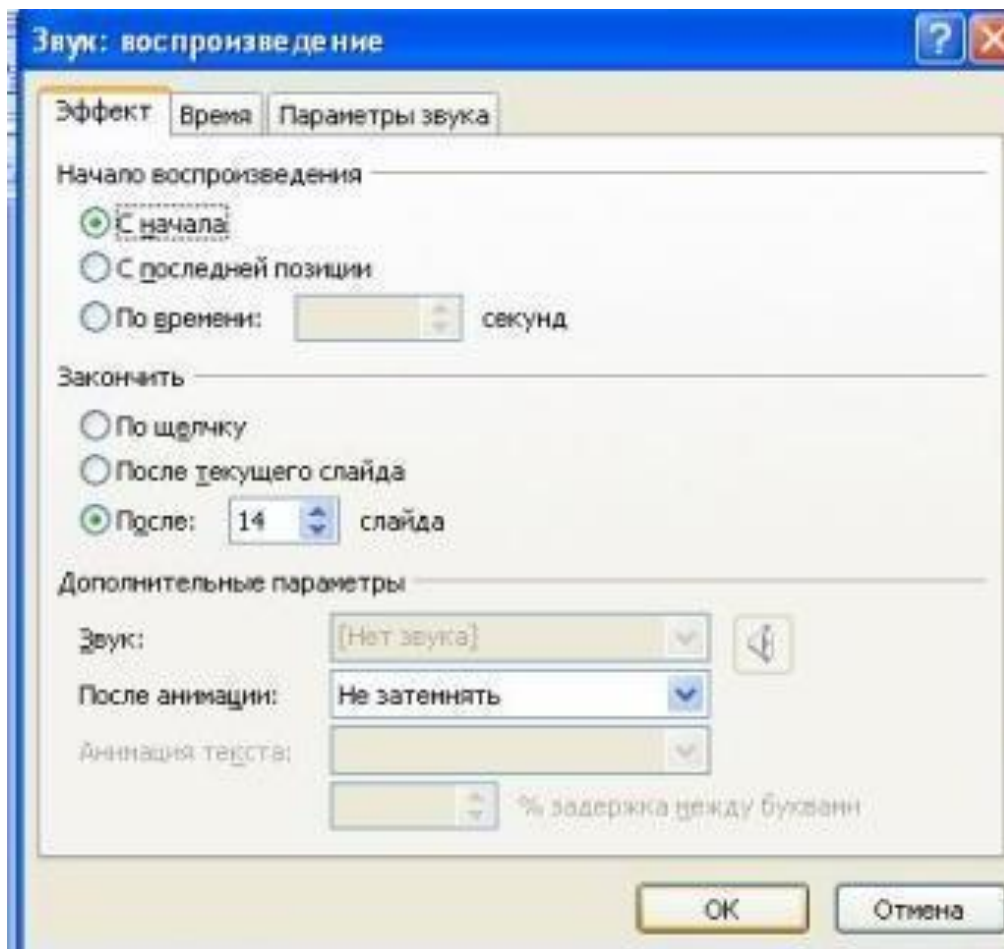 Звук: воспроизведение
Эффект Время Параметры звука
Начало воспроизведения
С начала
С последней позиции
По времени: секунд
Закончить
По щелчку
После текущего слайда
После: 14 слайда
Дополнительные параметры
Звук: [Нет звука]
После анимации: Не затемнять
Анимация текста:
% задержка между буквами
ОК Отмена